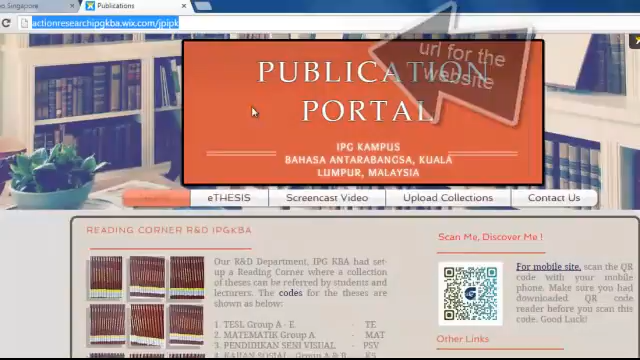 Singapore
Publications
actionresearchipgkba.wix.com/jpipk
url for the
website
PUBLICATION
PORTAL
IPG KAMPUS
BAHASA ANTARABANGSA, KUALA
LUMPUR, MALAYSIA
eTHESIS
Screencast Video
Upload Collections
Contact Us
READING CORNER R&D IPGKBA
Our R&D Department, IPG KBA had set-
up a Reading Corner where a collection
of theses can be referred by students and
lecturers. The codes for the theses are
shown as below:
1. TESL Group A - E - TE
2. MATEMATIK Group A - MAT
3. PENDIDIKAN SENI VISUAL - PSV
Scan Me, Discover Me !
For mobile site, scan the QR
code with your mobile
phone. Make sure you had
downloaded QR code
reader before you scan this
code. Good Luck!
Other Links